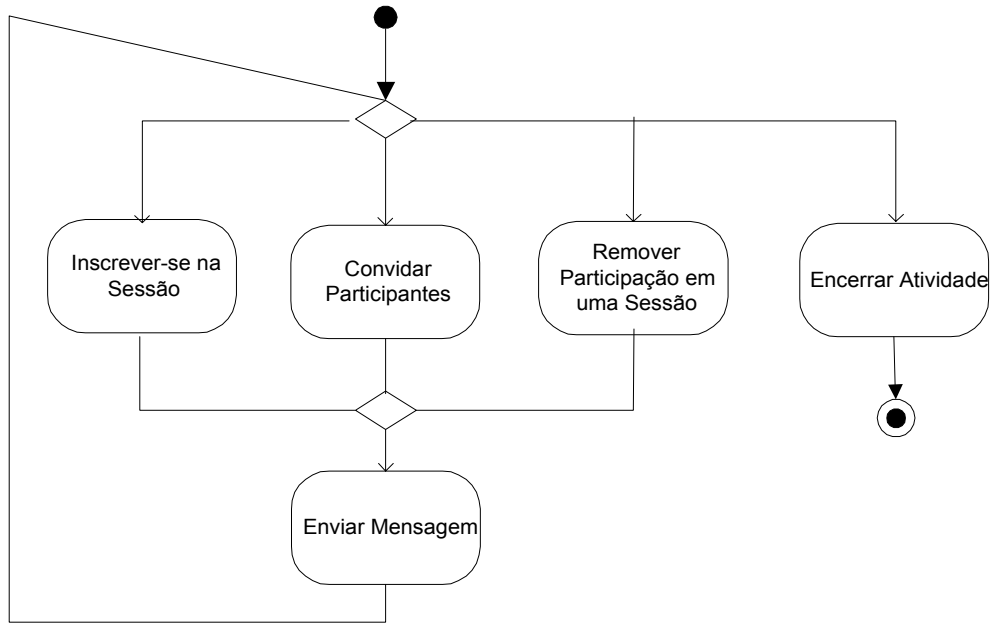 Inscrever-se na
Sessão
Convidar
Participantes
Remover
Participação em
uma Sessão
Encerrar Atividade
Enviar Mensagem